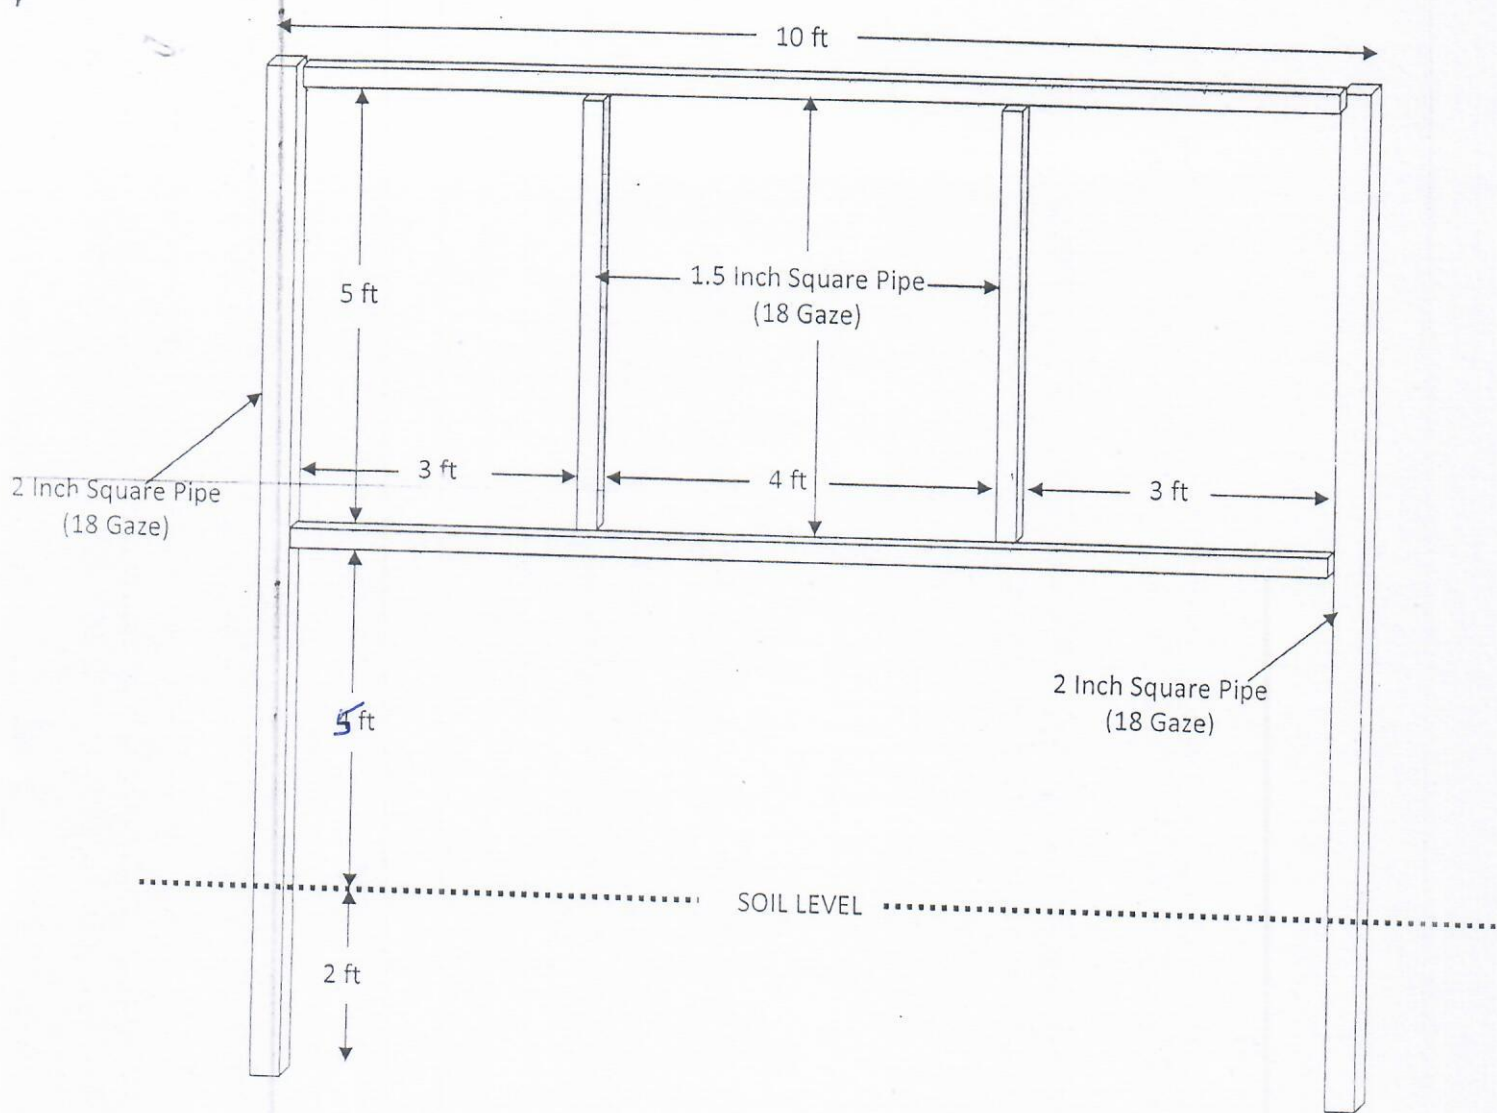 10 ft
5 ft
1.5 Inch Square Pipe
(18 Gaze)
3 ft
4 ft
3 ft
2 Inch Square Pipe
(18 Gaze)
2 Inch Square Pipe
(18 Gaze)
5 ft
SOIL LEVEL
2 ft